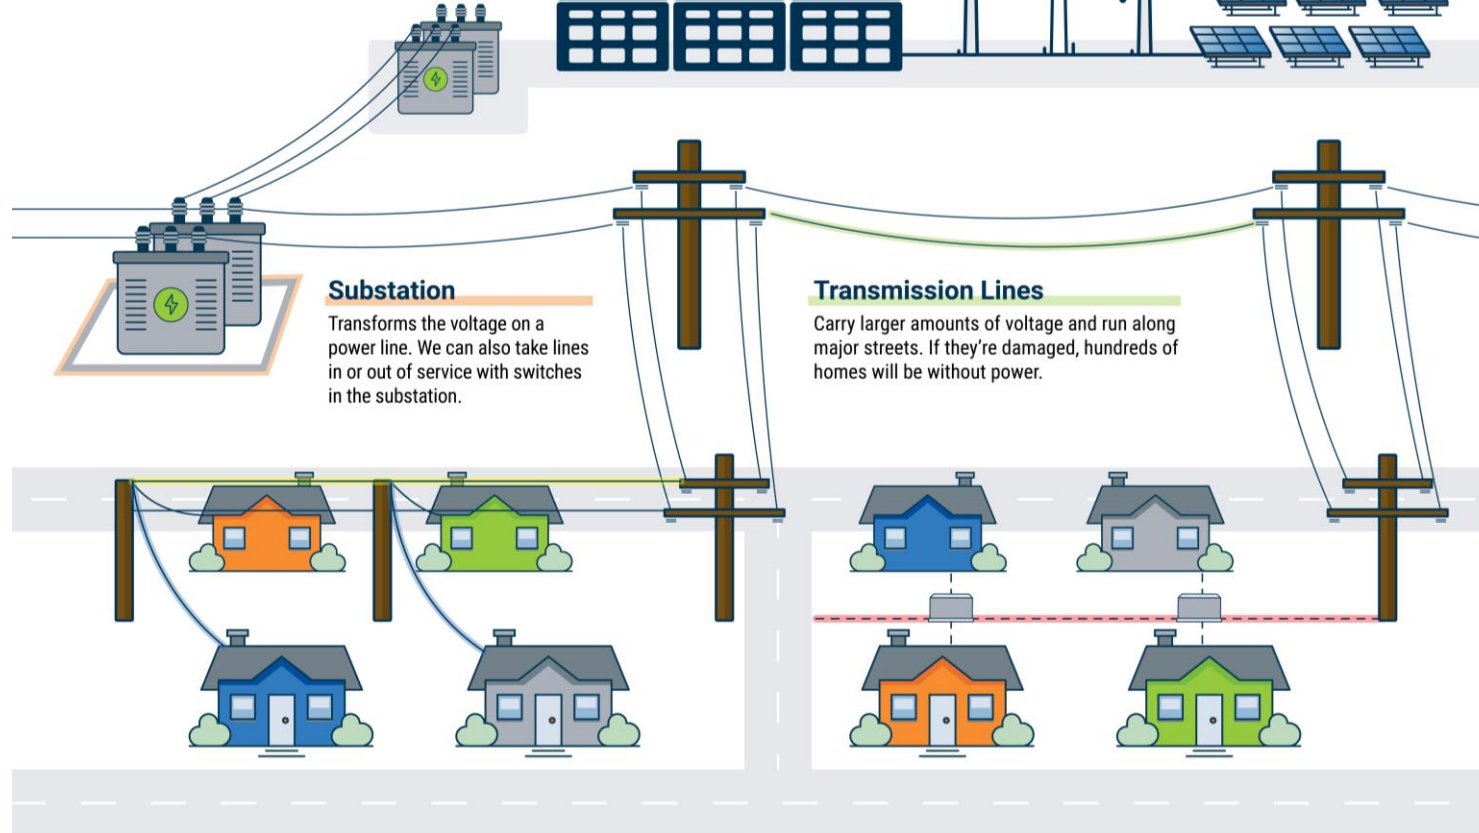 Substation
Transforms the voltage on a
power line. We can also take lines
in or out of service with switches
in the substation.
Transmission Lines
Carry larger amounts of voltage and run along
major streets. If they’re damaged, hundreds of
homes will be without power.